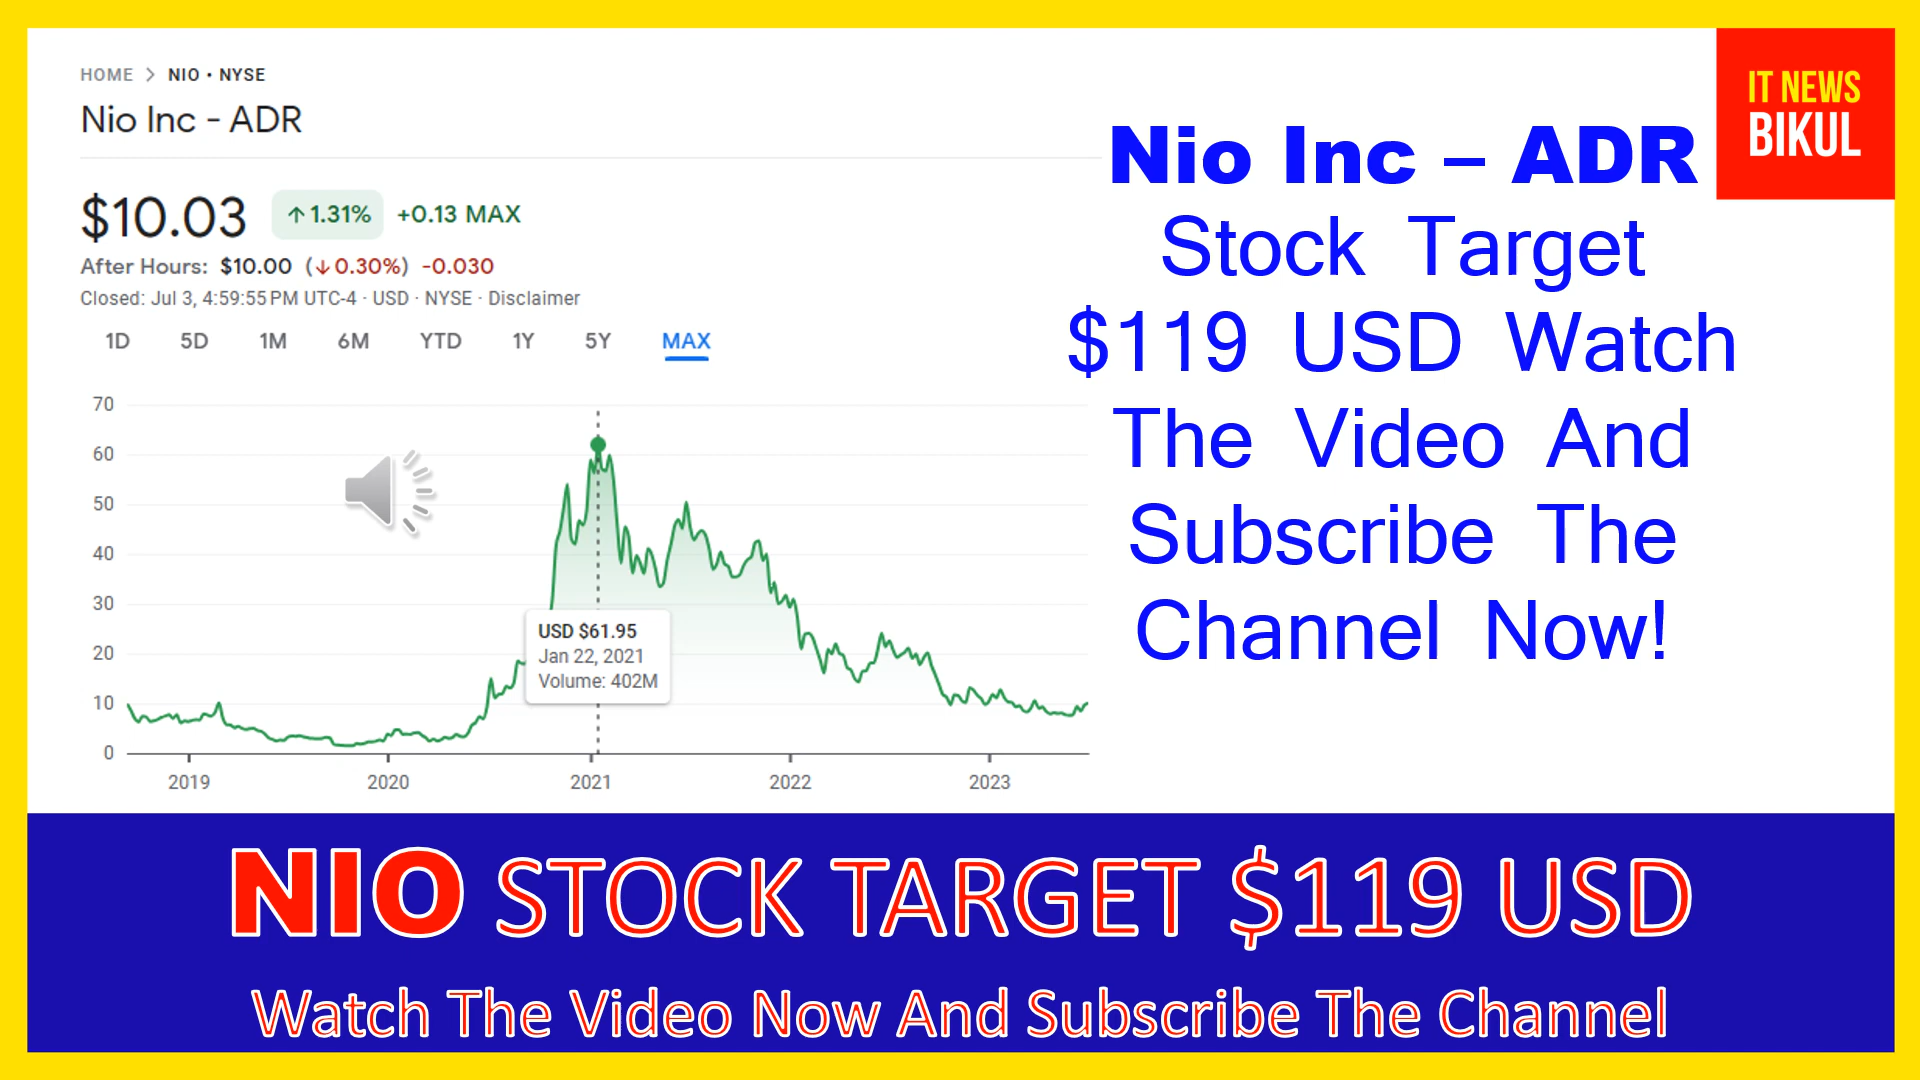 HOME > NIO • NYSE
Nio Inc - ADR
$10.03 ↑1.31% +0.13 MAX
After Hours: $10.00 (↓0.30%) -0.030
Closed: Jul 3, 4:59:55 PM UTC-4 · USD · NYSE · Disclaimer
1D 5D 1M 6M YTD 1Y 5Y MAX
70
60
50
40
30
20
10
0
USD $61.95
Jan 22, 2021
Volume: 402M
2019 2020 2021 2022 2023
IT NEWS
BIKUL
Nio Inc – ADR
Stock Target
$119 USD Watch
The Video And
Subscribe The
Channel Now!
NIO STOCK TARGET $119 USD
Watch The Video Now And Subscribe The Channel